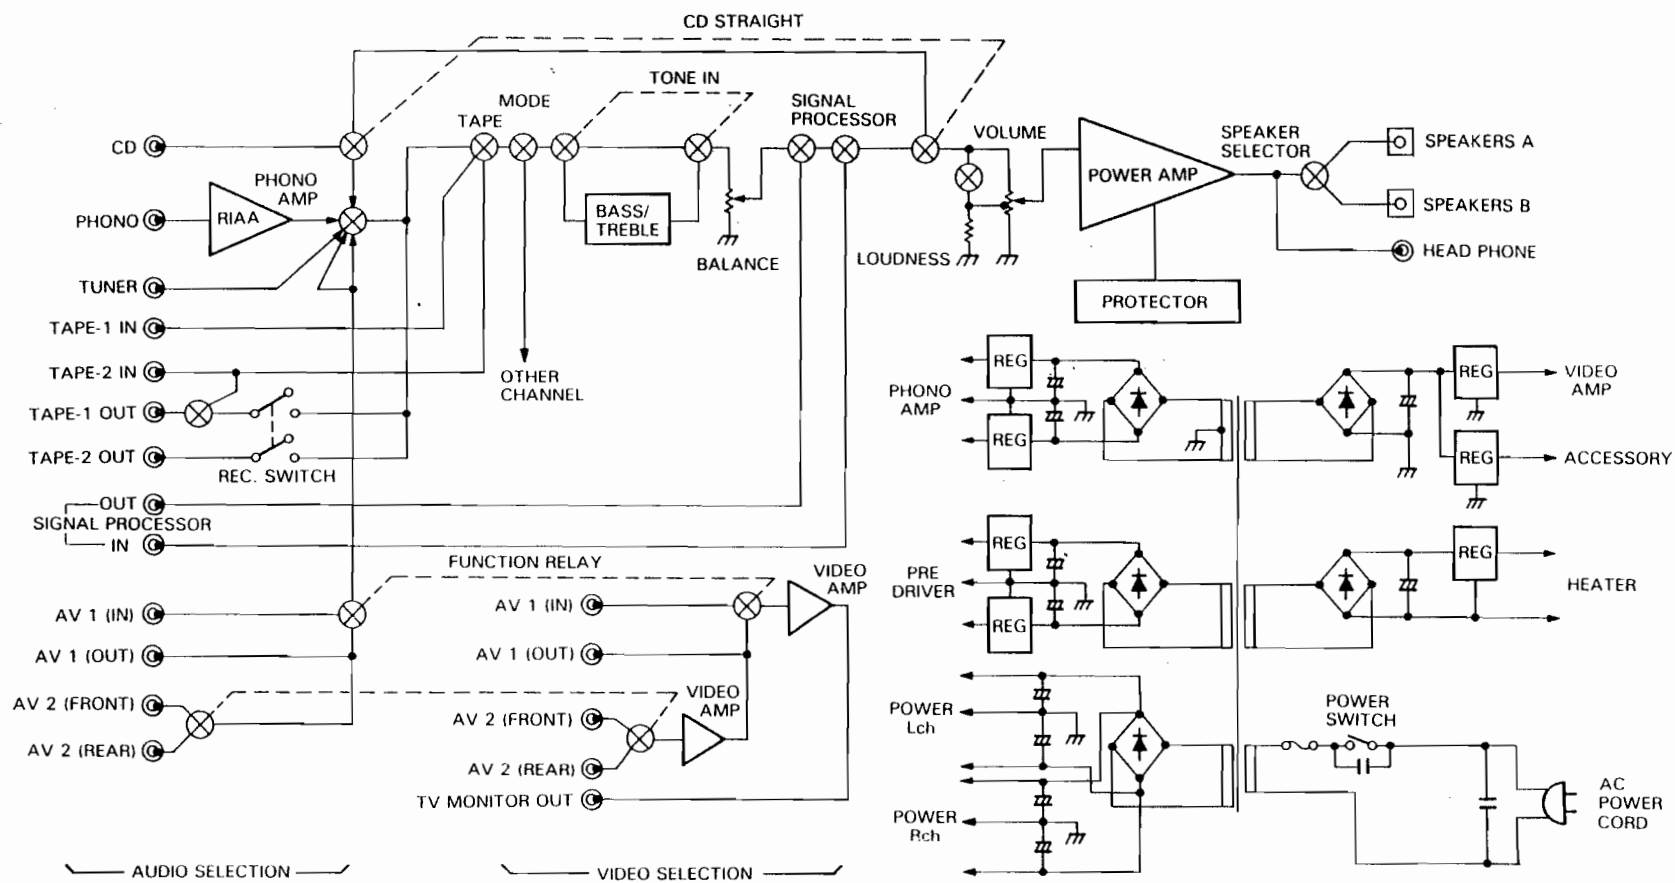 CD STRAIGHT
TONE IN
MODE
TAPE
SIGNAL
PROCESSOR
VOLUME
SPEAKER
SELECTOR
SPEAKERS A
CD
PHONO
AMP
POWER AMP
PHONO
RIAA
BASS/
TREBLE
SPEAKERS B
BALANCE
LOUDNESS
HEAD PHONE
TUNER
PROTECTOR
TAPE-1 IN
TAPE-2 IN
OTHER
CHANNEL
TAPE-1 OUT
TAPE-2 OUT
REC. SWITCH
OUT
SIGNAL PROCESSOR
IN
REG
PHONO
AMP
REG
REG
VIDEO
AMP
REG
ACCESSORY
REG
PRE
DRIVER
REG
REG
HEATER
FUNCTION RELAY
VIDEO
AMP
AV 1 (IN)
AV 1 (IN)
AV 1 (OUT)
AV 1 (OUT)
AV 2 (FRONT)
VIDEO
AMP
AV 2 (FRONT)
AV 2 (REAR)
AV 2 (REAR)
TV MONITOR OUT
POWER
Lch
POWER
Rch
POWER
SWITCH
AC
POWER
CORD
AUDIO SELECTION
VIDEO SELECTION